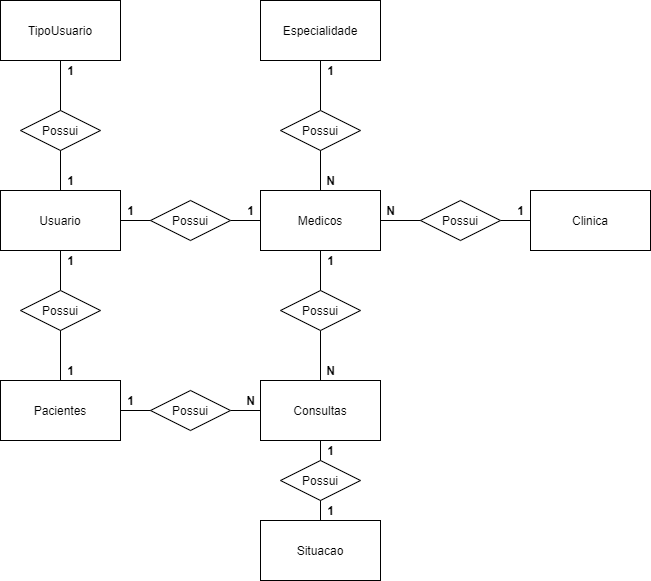 TipoUsuario
Especialidade
1
1
Possui
Possui
1
N
Usuario
1
Possui
1
Medicos
N
Possui
1
Clinica
1
1
Possui
Possui
1
N
Pacientes
1
Possui
N
Consultas
1
Possui
1
Situacao